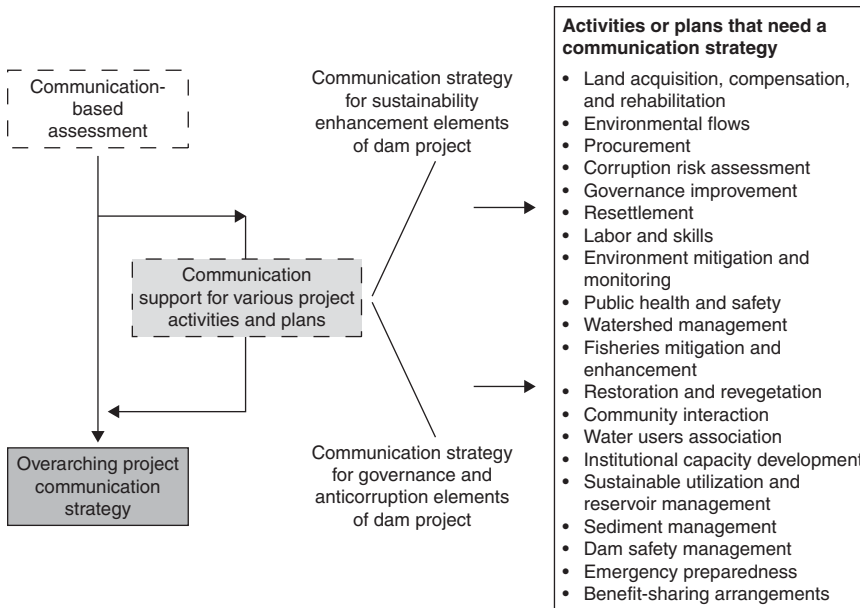 Communication-
based
assessment
Communication strategy
for sustainability
enhancement elements
of dam project
Communication
support for various project
activities and plans
Overarching project
communication
strategy
Communication strategy
for governance and
anticorruption elements
of dam project
Activities or plans that need a
communication strategy
• Land acquisition, compensation,
and rehabilitation
• Environmental flows
• Procurement
• Corruption risk assessment
• Governance improvement
• Resettlement
• Labor and skills
• Environment mitigation and
monitoring
• Public health and safety
• Watershed management
• Fisheries mitigation and
enhancement
• Restoration and revegetation
• Community interaction
• Water users association
• Institutional capacity development
• Sustainable utilization and
reservoir management
• Sediment management
• Dam safety management
• Emergency preparedness
• Benefit-sharing arrangements